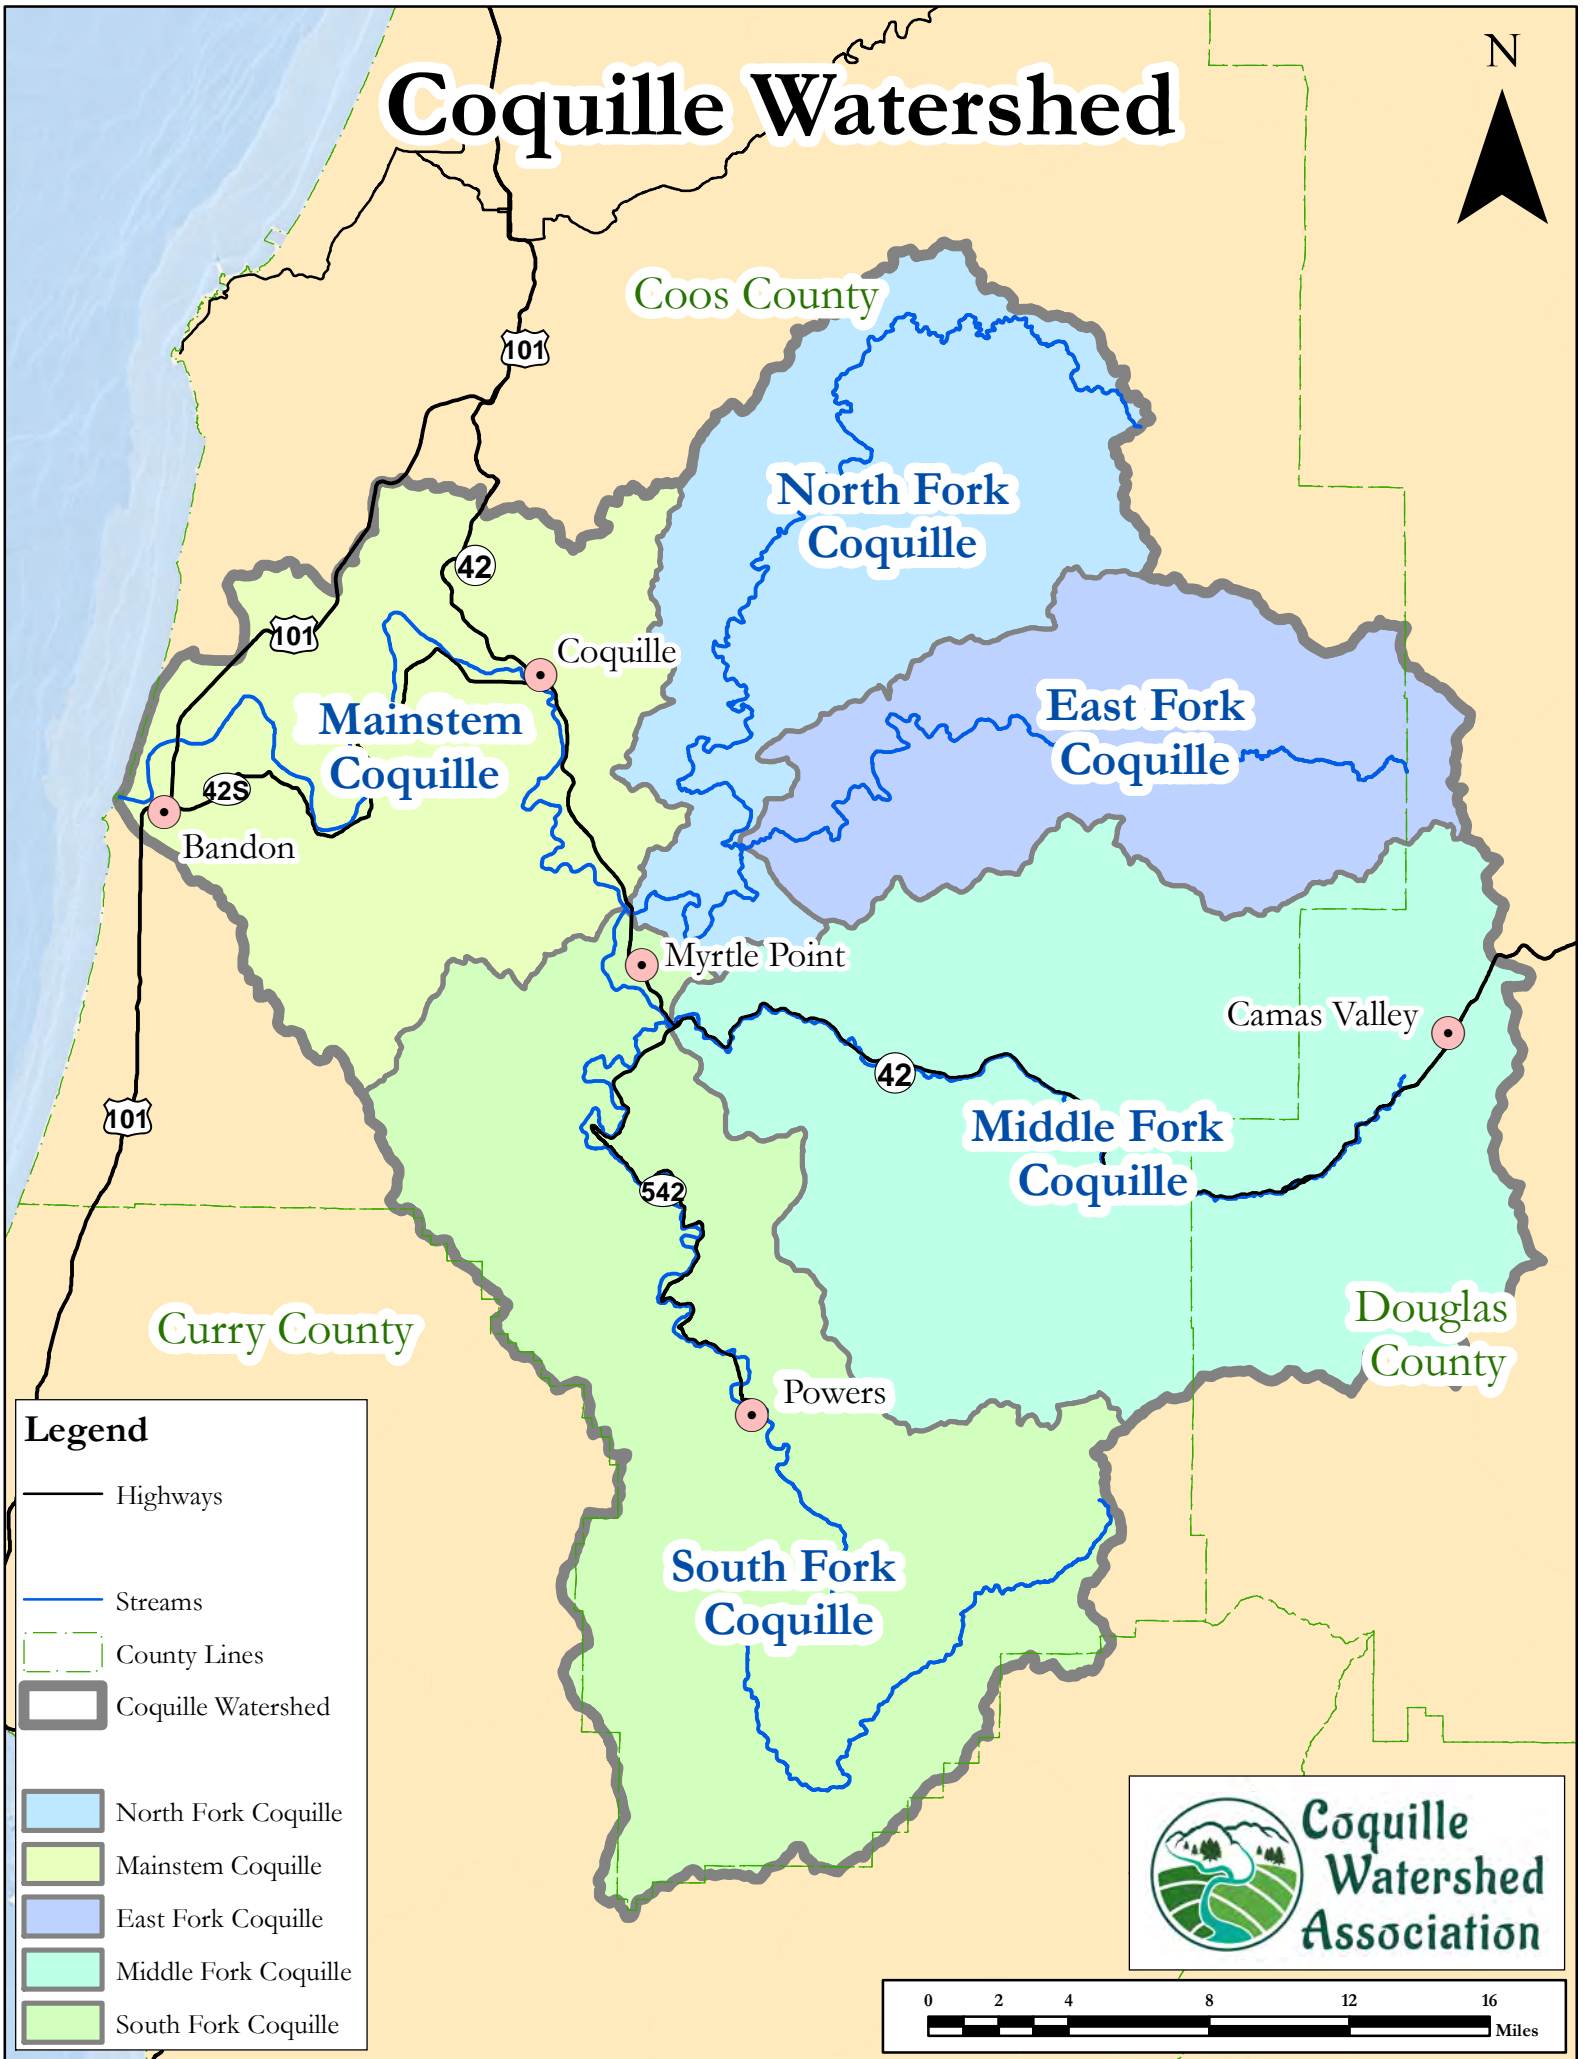 Coquille Watershed
N
Coos County
101
North Fork
Coquille
42
101
Coquille
Mainstem
Coquille
East Fork
Coquille
42S
Bandon
Myrtle Point
Camas Valley
42
101
Middle Fork
Coquille
542
Curry County
Douglas
County
Powers
South Fork
Coquille
Legend
Highways
Streams
County Lines
Coquille Watershed
North Fork Coquille
Mainstem Coquille
East Fork Coquille
Middle Fork Coquille
South Fork Coquille
Coquille
Watershed
Association
0 2 4 8 12 16
Miles